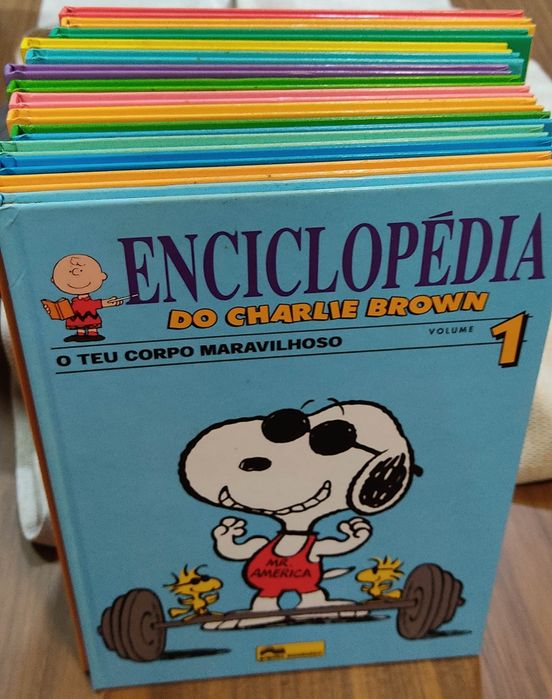 ENCICLOPÉDIA
DO CHARLIE BROWN
VOLUME 1
O TEU CORPO MARAVILHOSO
MR.
AMERICA